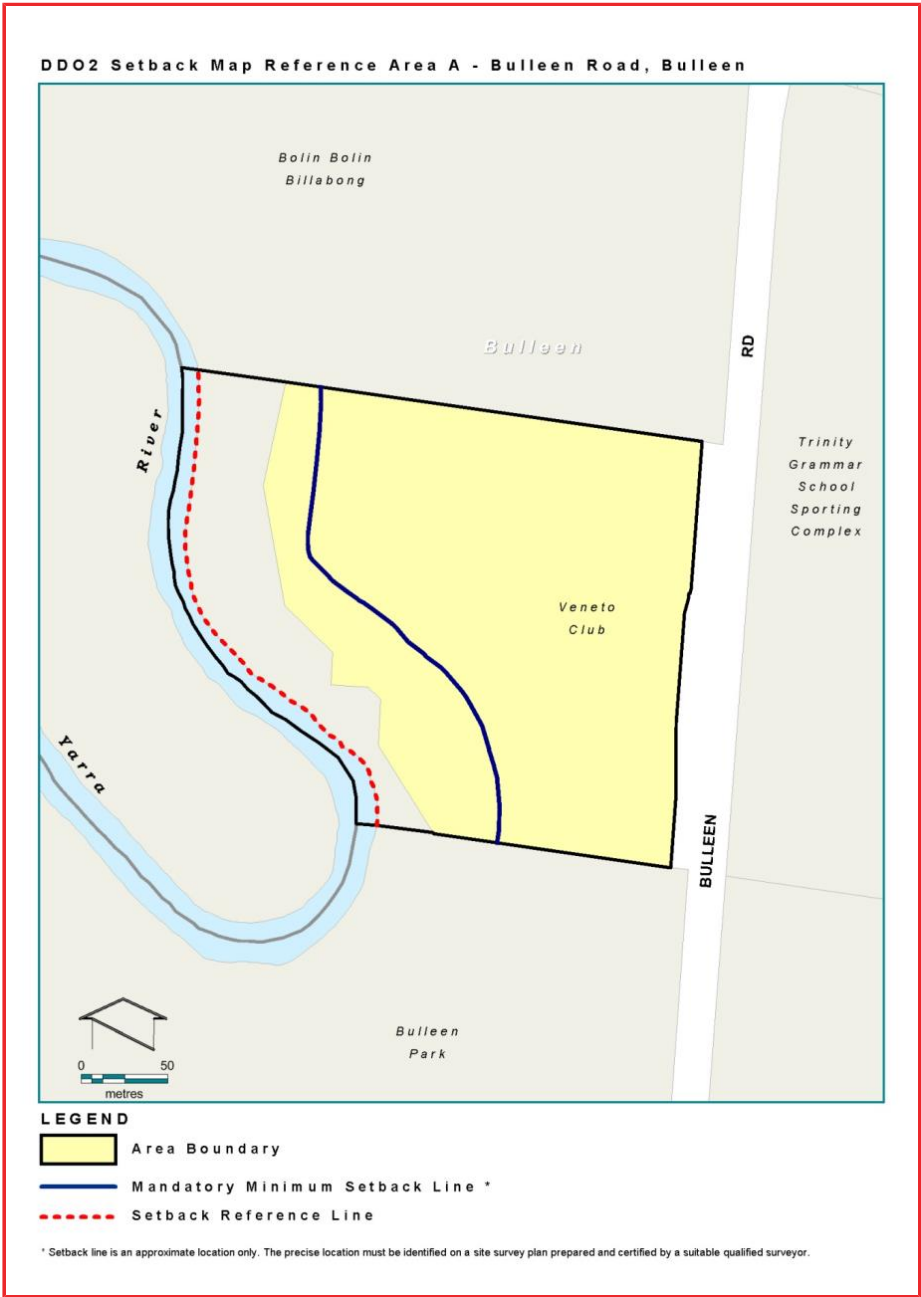 DDO2 Setback Map Reference Area A - Bulleen Road, Bulleen
Bolin Bolin
Billabong
Bulleen
RD
River
Trinity
Grammar
School
Sporting
Complex
Veneto
Club
Yarra
BULLEEN
Bulleen
Park
0 50
metres
LEGEND
Area Boundary
Mandatory Minimum Setback Line *
Setback Reference Line
* Setback line is an approximate location only. The precise location must be identified on a site survey plan prepared and certified by a suitable qualified surveyor.